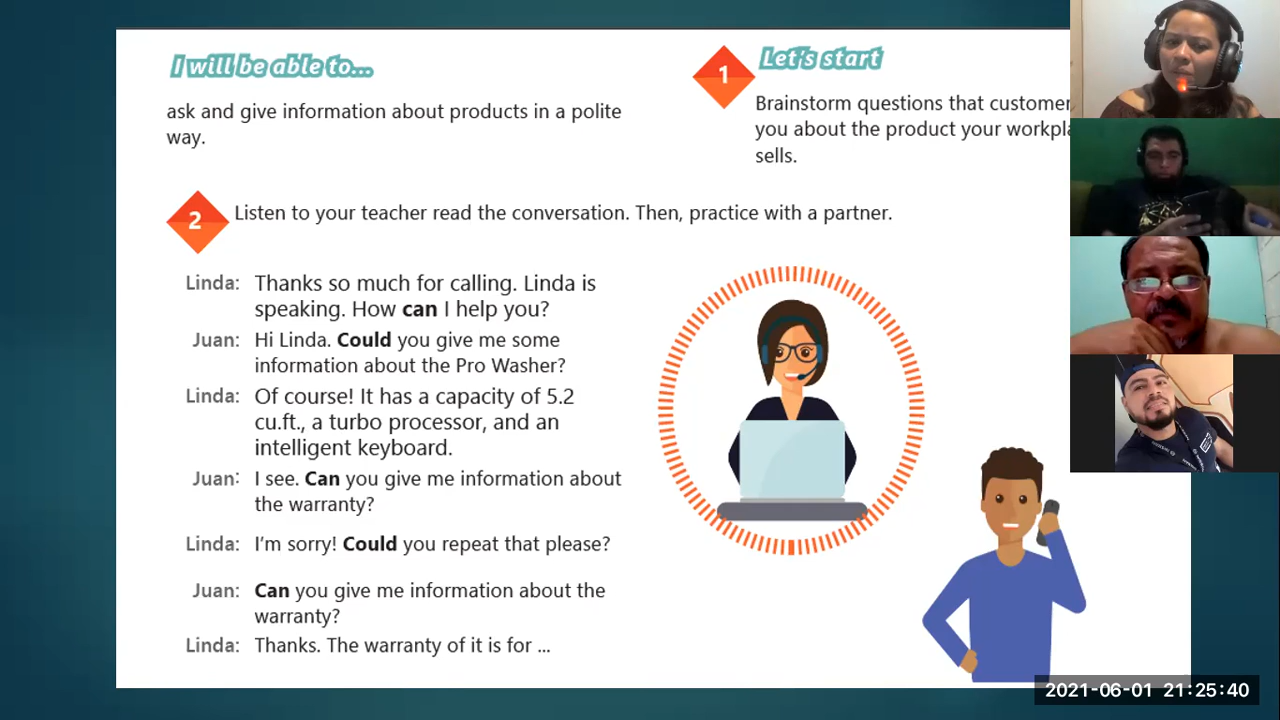 I will be able to...
ask and give information about products in a polite
way.
1
Let's start
Brainstorm questions that customer
you about the product your workpla
sells.
2
Listen to your teacher read the conversation. Then, practice with a partner.
Linda: Thanks so much for calling. Linda is
speaking. How can I help you?
Juan: Hi Linda. Could you give me some
information about the Pro Washer?
Linda: Of course! It has a capacity of 5.2
cu.ft., a turbo processor, and an
intelligent keyboard.
Juan: I see. Can you give me information about
the warranty?
Linda: I'm sorry! Could you repeat that please?
Juan: Can you give me information about the
warranty?
Linda: Thanks. The warranty of it is for ...
2021-06-01 21:25:40